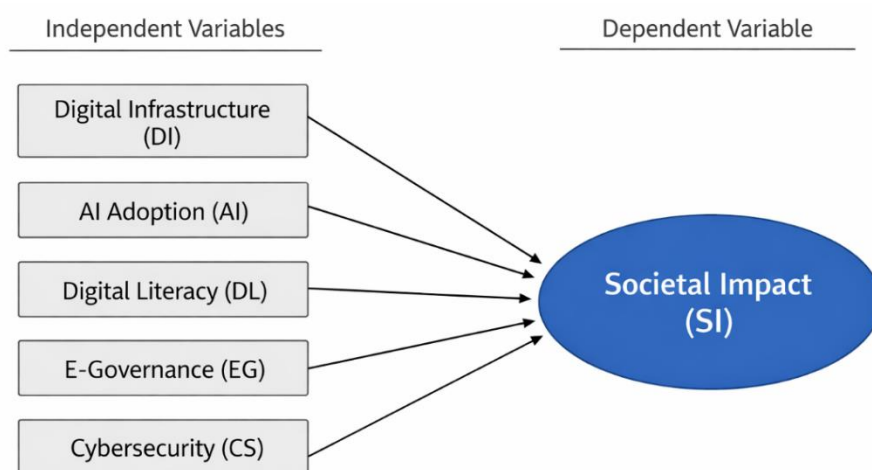 Independent Variables
Dependent Variable
Digital Infrastructure
(DI)
AI Adoption (AI)
Digital Literacy (DL)
E-Governance (EG)
Cybersecurity (CS)
Societal Impact
(SI)